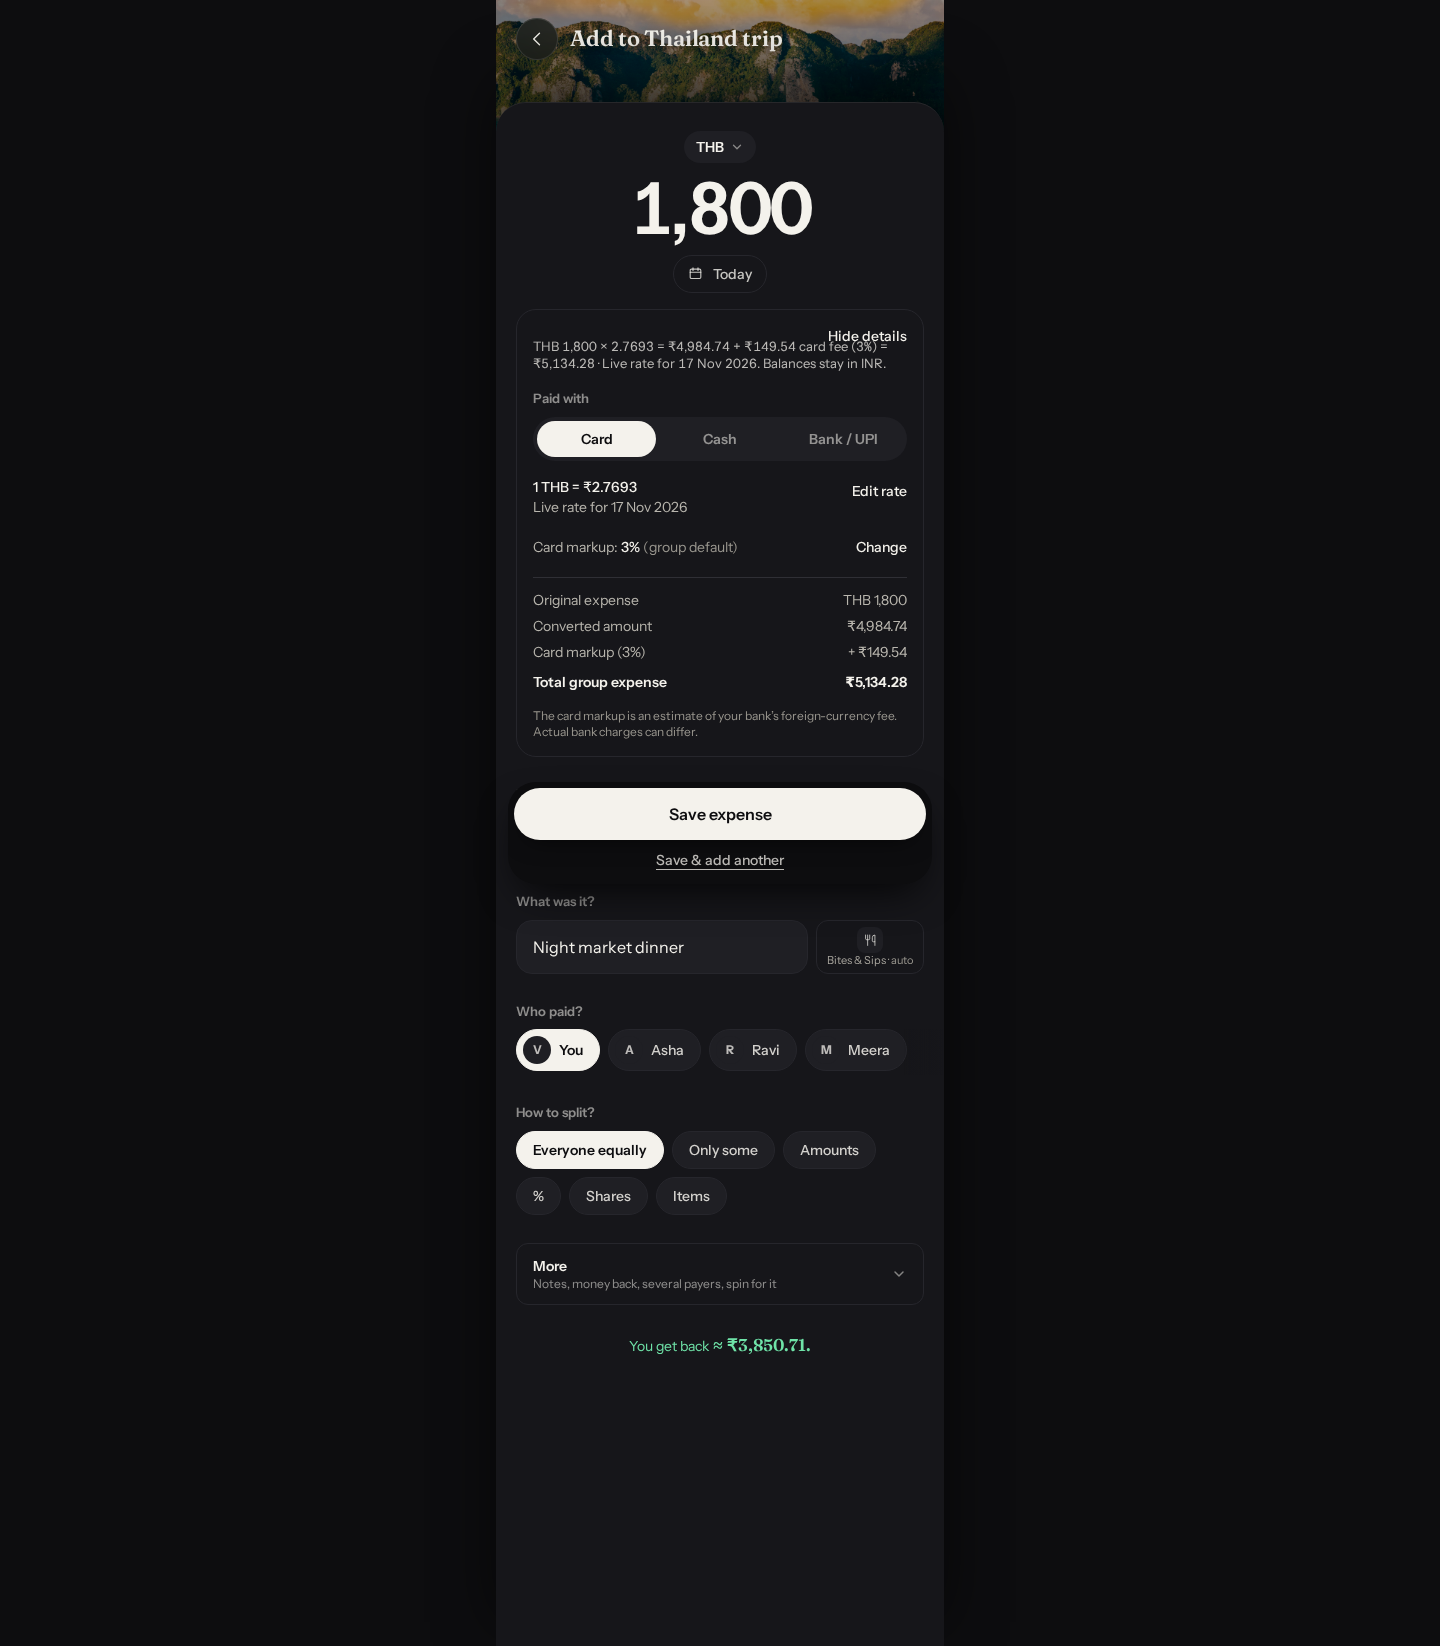 Add to Thailand trip
THB
1,800
Today
Hide details
THB 1,800 × 2.7693 = ₹4,984.74 + ₹149.54 card fee (3%) =
₹5,134.28 · Live rate for 17 Nov 2026. Balances stay in INR.
Paid with
Card Cash Bank / UPI
1 THB = ₹2.7693
Edit rate
Live rate for 17 Nov 2026
Card markup: 3% (group default) Change
Original expense THB 1,800
Converted amount ₹4,984.74
Card markup (3%) + ₹149.54
Total group expense ₹5,134.28
The card markup is an estimate of your bank's foreign-currency fee.
Actual bank charges can differ.
Save expense
Save & add another
What was it?
Night market dinner
Bites & Sips · auto
Who paid?
V You A Asha R Ravi M Meera
How to split?
Everyone equally Only some Amounts
% Shares Items
More
Notes, money back, several payers, spin for it
You get back ≈ ₹3,850.71.